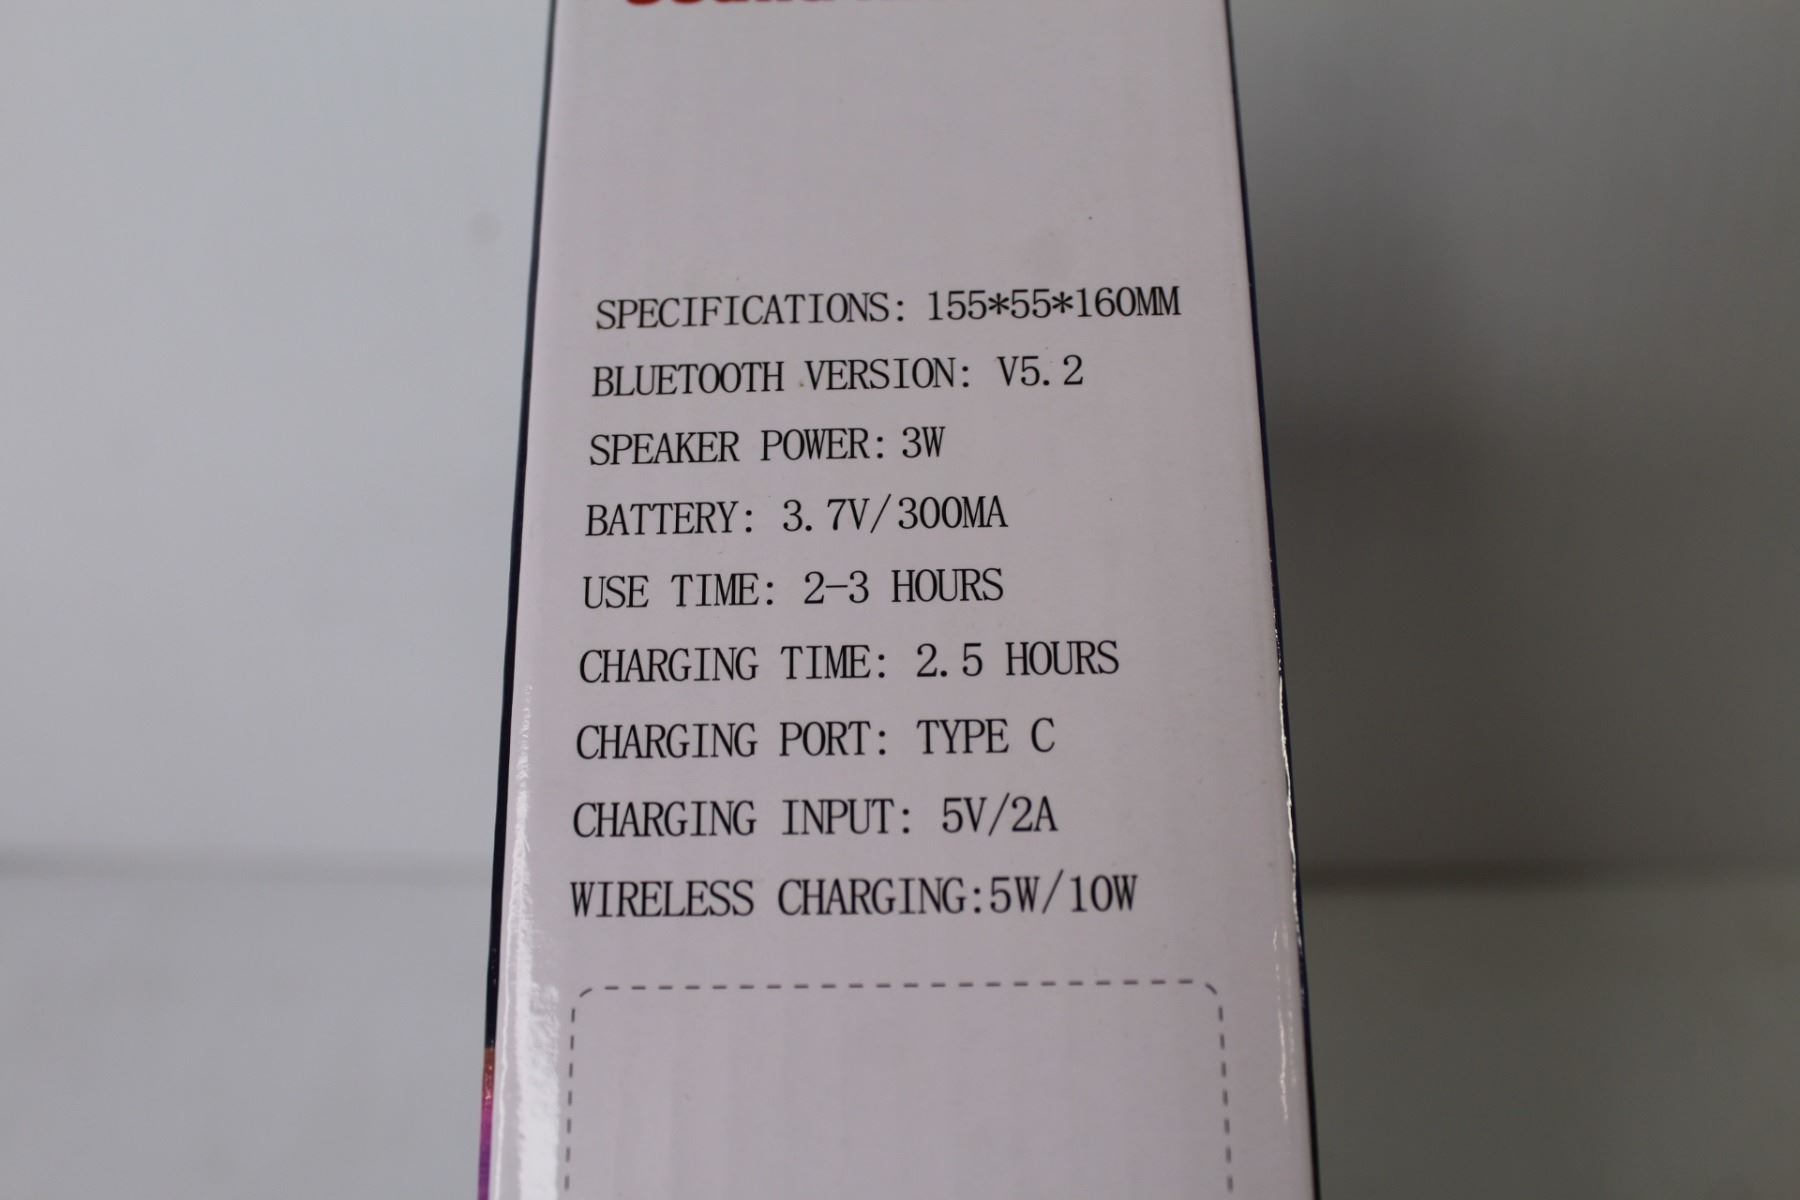 SPECIFICATIONS: 155*55*160MM
BLUETOOTH VERSION: V5.2
SPEAKER POWER: 3W
BATTERY: 3.7V/300MA
USE TIME: 2-3 HOURS
CHARGING TIME: 2.5 HOURS
CHARGING PORT: TYPE C
CHARGING INPUT: 5V/2A
WIRELESS CHARGING:5W/10W